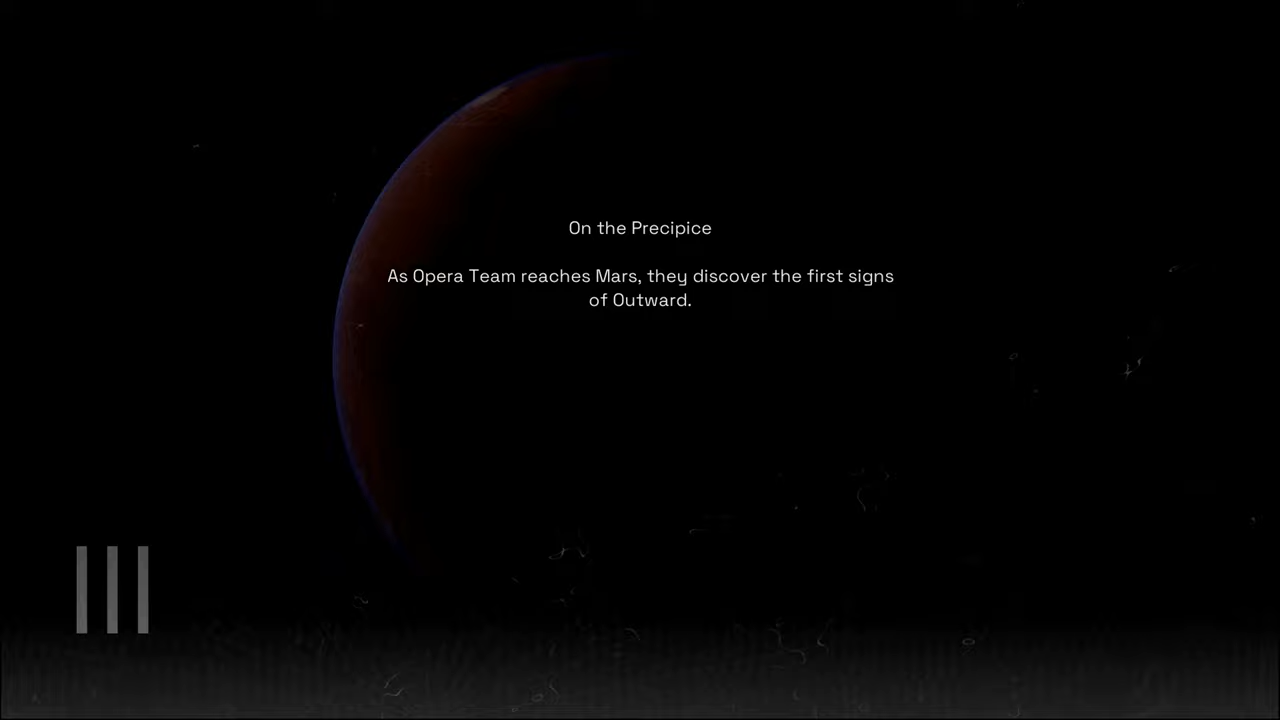 On the Precipice
As Opera Team reaches Mars, they discover the first signs
of Outward.
III